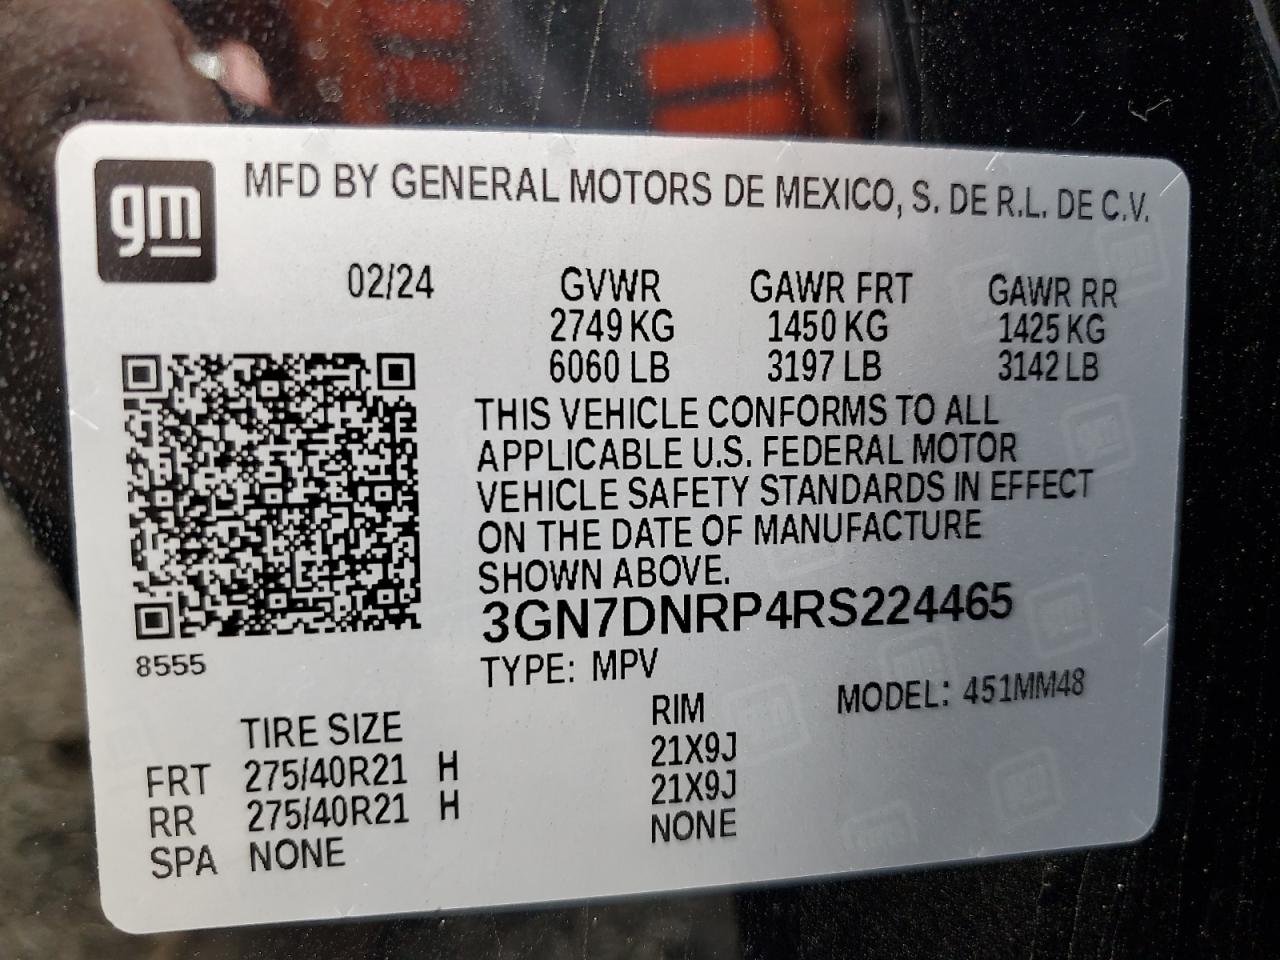 gm
MFD BY GENERAL MOTORS DE MEXICO, S. DE R.L. DE C.V.
02/24 GVWR GAWR FRT GAWR RR
2749 KG 1450 KG 1425 KG
6060 LB 3197 LB 3142 LB
THIS VEHICLE CONFORMS TO ALL
APPLICABLE U.S. FEDERAL MOTOR
VEHICLE SAFETY STANDARDS IN EFFECT
ON THE DATE OF MANUFACTURE
SHOWN ABOVE.
3GN7DNRP4RS224465
8555
TYPE: MPV
MODEL: 451MM48
TIRE SIZE RIM
FRT 275/40R21 H 21X9J
RR 275/40R21 H 21X9J
SPA NONE NONE